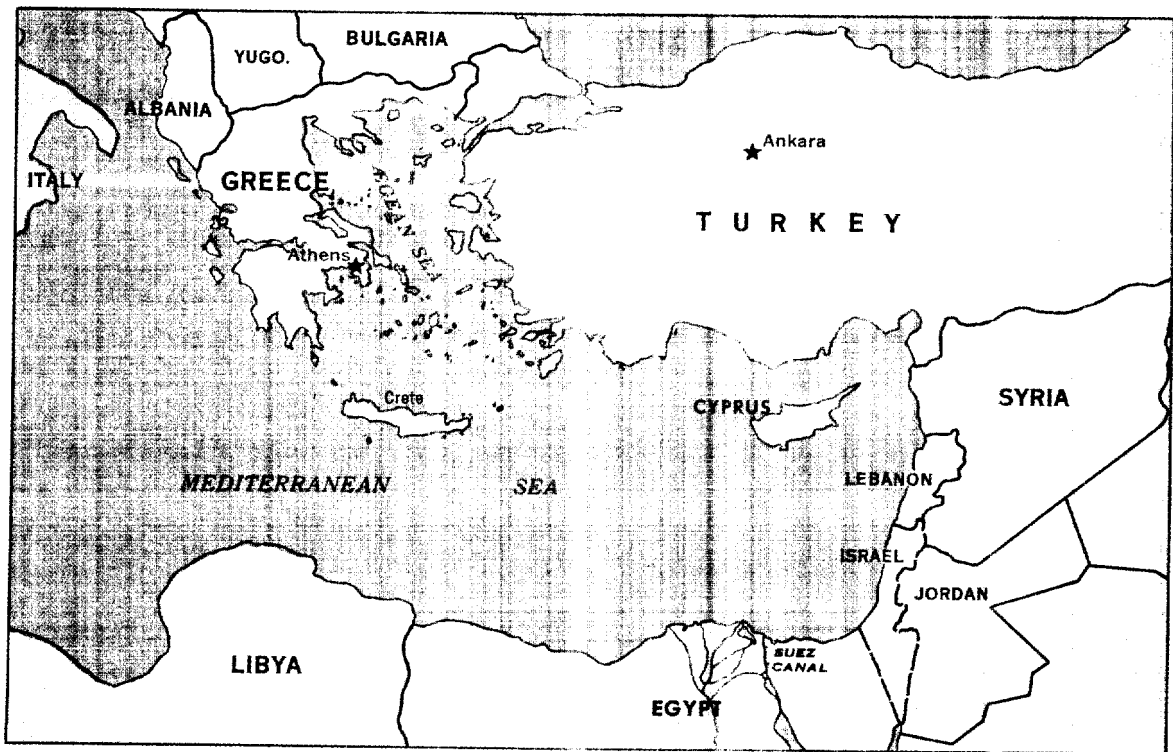 YUGO.
BULGARIA
ALBANIA
Ankara
ITALY
GREECE
AEGEAN SEA
TURKEY
Athens
Crete
CYPRUS
SYRIA
MEDITERRANEAN SEA
LEBANON
ISRAEL
JORDAN
LIBYA
SUEZ
CANAL
EGYPT